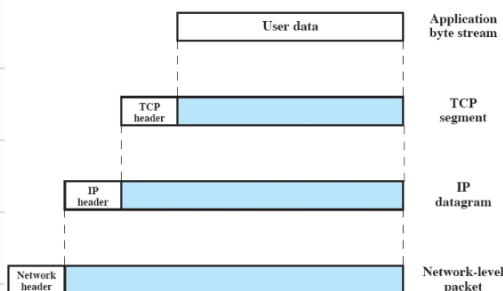 User data
Application
byte stream
TCP
header
TCP
segment
IP
header
IP
datagram
Network
header
Network-level
packet